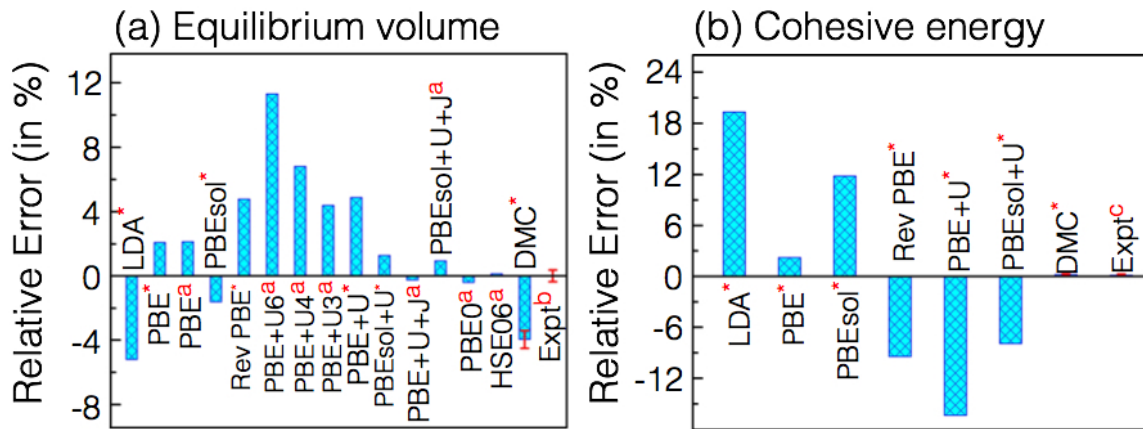 (a) Equilibrium volume
Relative Error (in %)
12
8
4
0
-4
-8
LDA*
PBE*
PBEa
PBEsol*
Rev PBE*
PBE+U6a
PBE+U4a
PBE+U3a
PBE+U*
PBEsol+U*
PBE+U+Ja
PBEsol+U+Ja
PBE0a
HSE06a
DMC*
Exptb
(b) Cohesive energy
Relative Error (in %)
24
18
12
6
0
-6
-12
LDA*
PBE*
PBEsol*
Rev PBE*
PBE+U*
PBEsol+U*
DMC*
Exptc